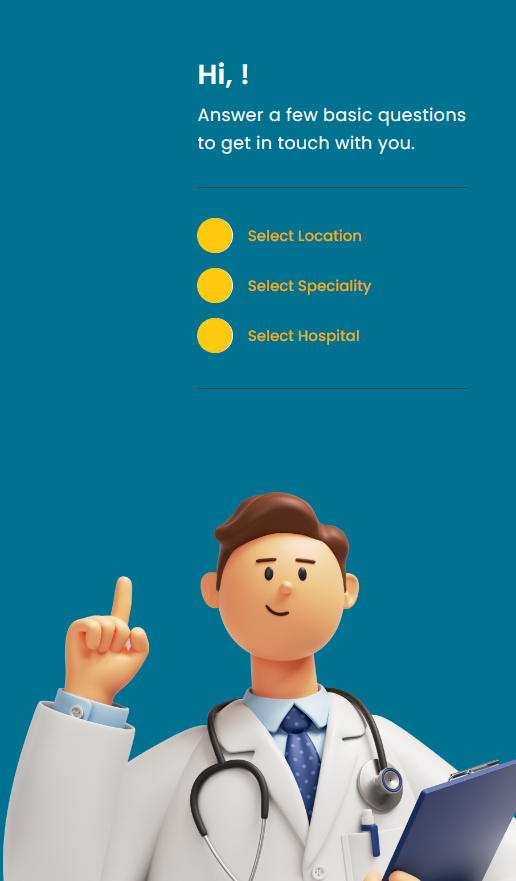 Hi, !
Answer a few basic questions
to get in touch with you.
Select Location
Select Speciality
Select Hospital